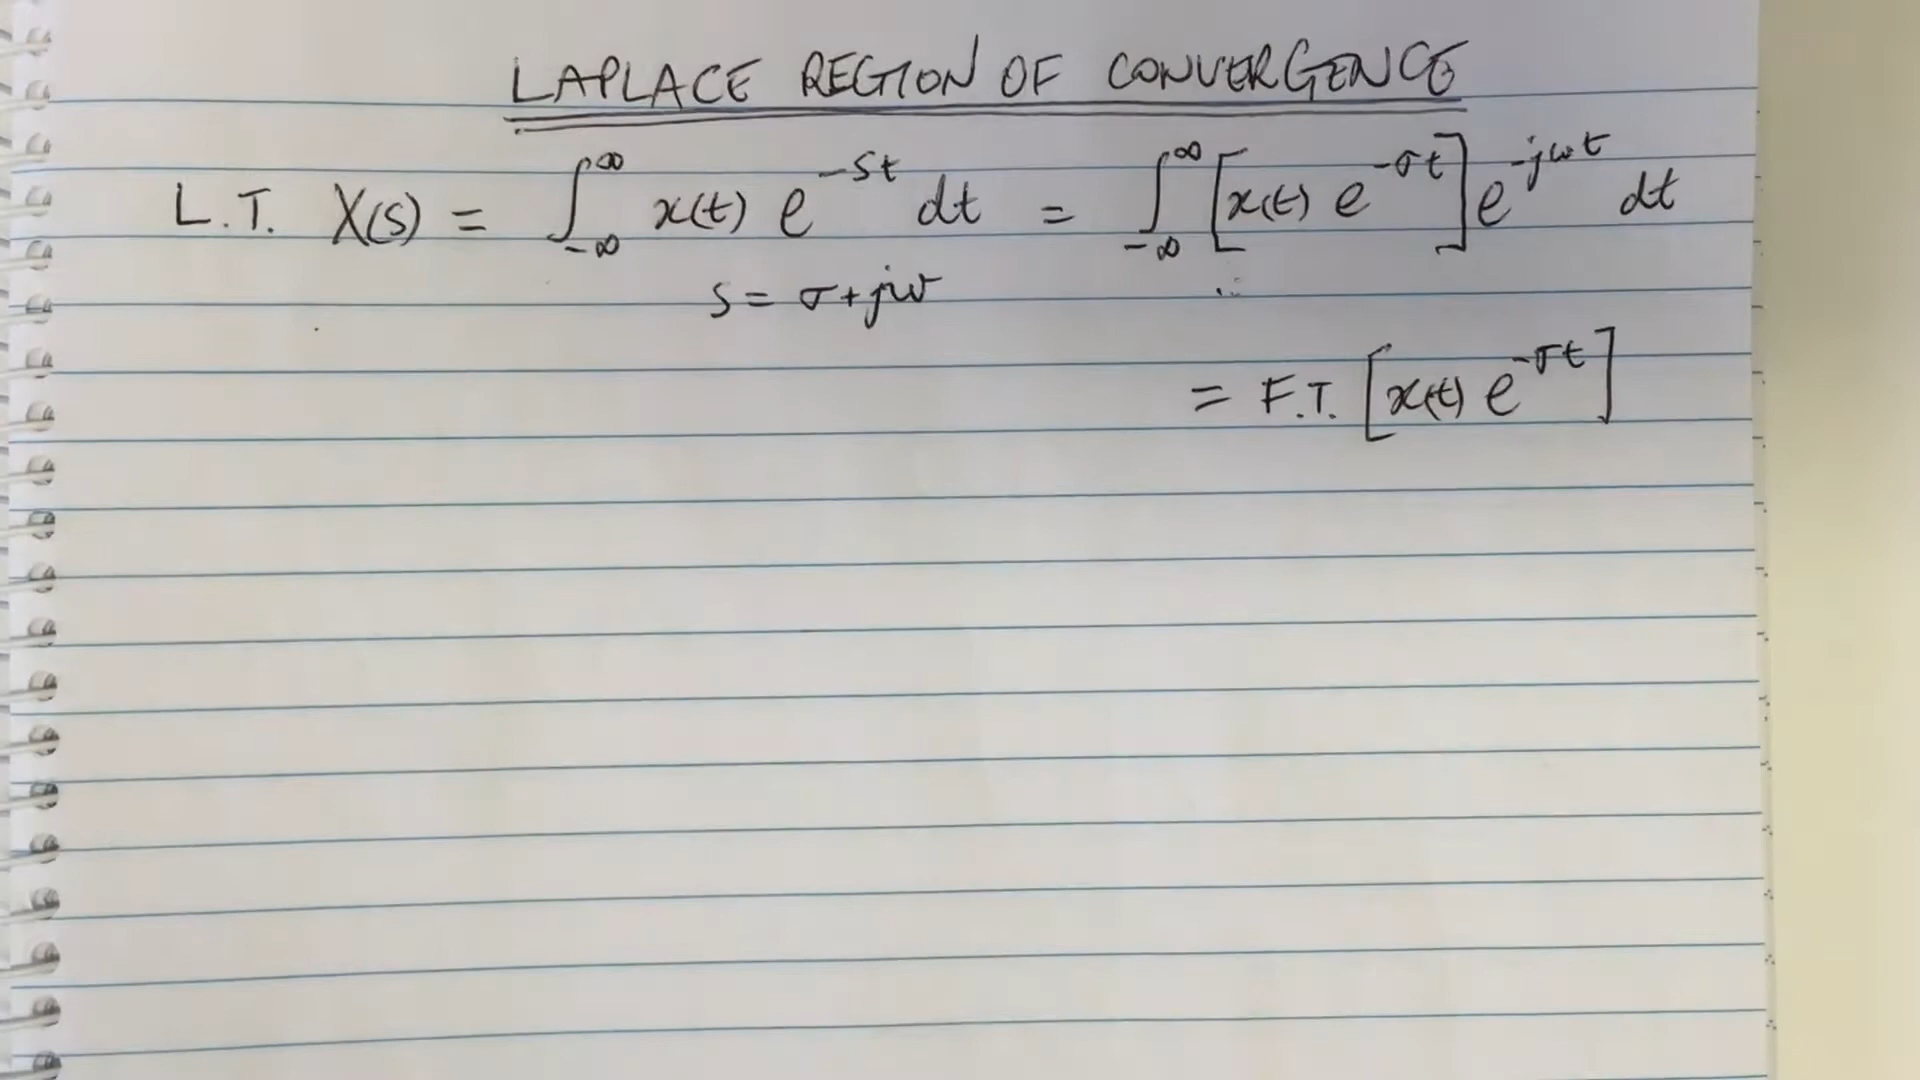 LAPLACE REGION OF CONVERGENCE
L.T. X(s) = ∫_{-∞}^{∞} x(t) e^{-st} dt = ∫_{-∞}^{∞} [x(t) e^{-σt}] e^{-jωt} dt
s = σ+jω
= F.T. [x(t) e^{-σt}]